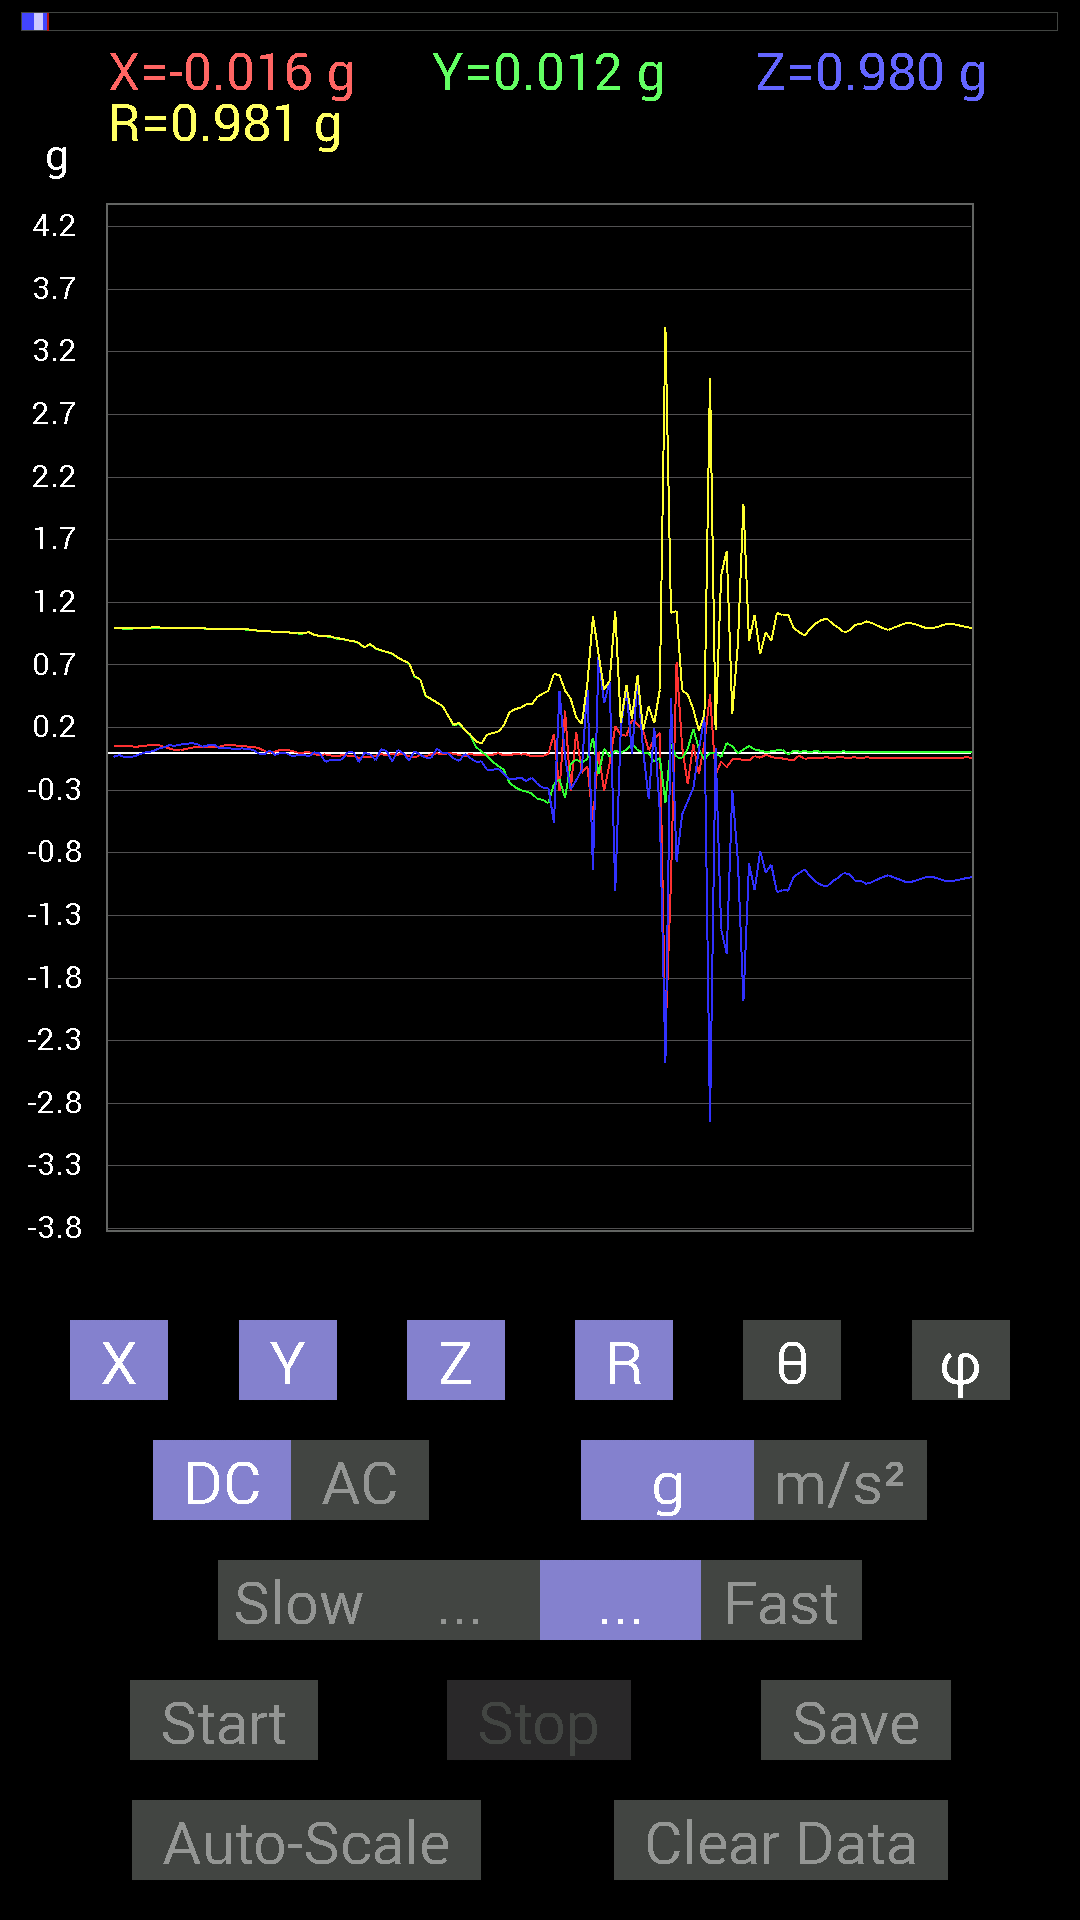 X=-0.016 g Y=0.012 g Z=0.980 g
R=0.981 g
g
4.2
3.7
3.2
2.7
2.2
1.7
1.2
0.7
0.2
-0.3
-0.8
-1.3
-1.8
-2.3
-2.8
-3.3
-3.8
X Y Z R θ φ
DC AC g m/s²
Slow ... ... Fast
Start Stop Save
Auto-Scale Clear Data